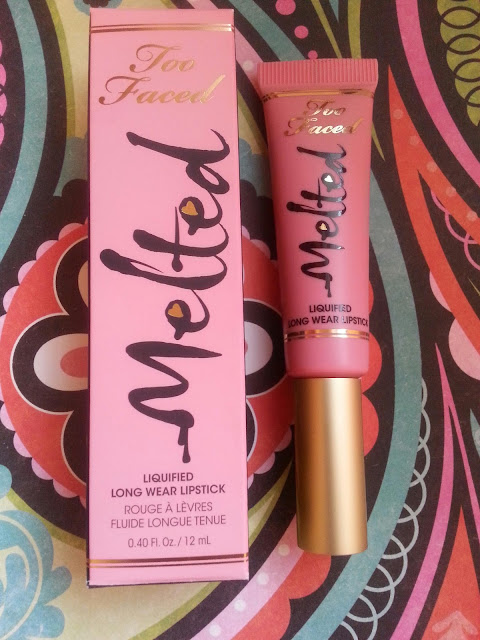 Too
Faced
Melted
LIQUIFIED
LONG WEAR LIPSTICK
ROUGE À LÈVRES
FLUIDE LONGUE TENUE
0.40 Fl. Oz. / 12 mL
Too
Faced
Melted
LIQUIFIED
LONG WEAR LIPSTICK